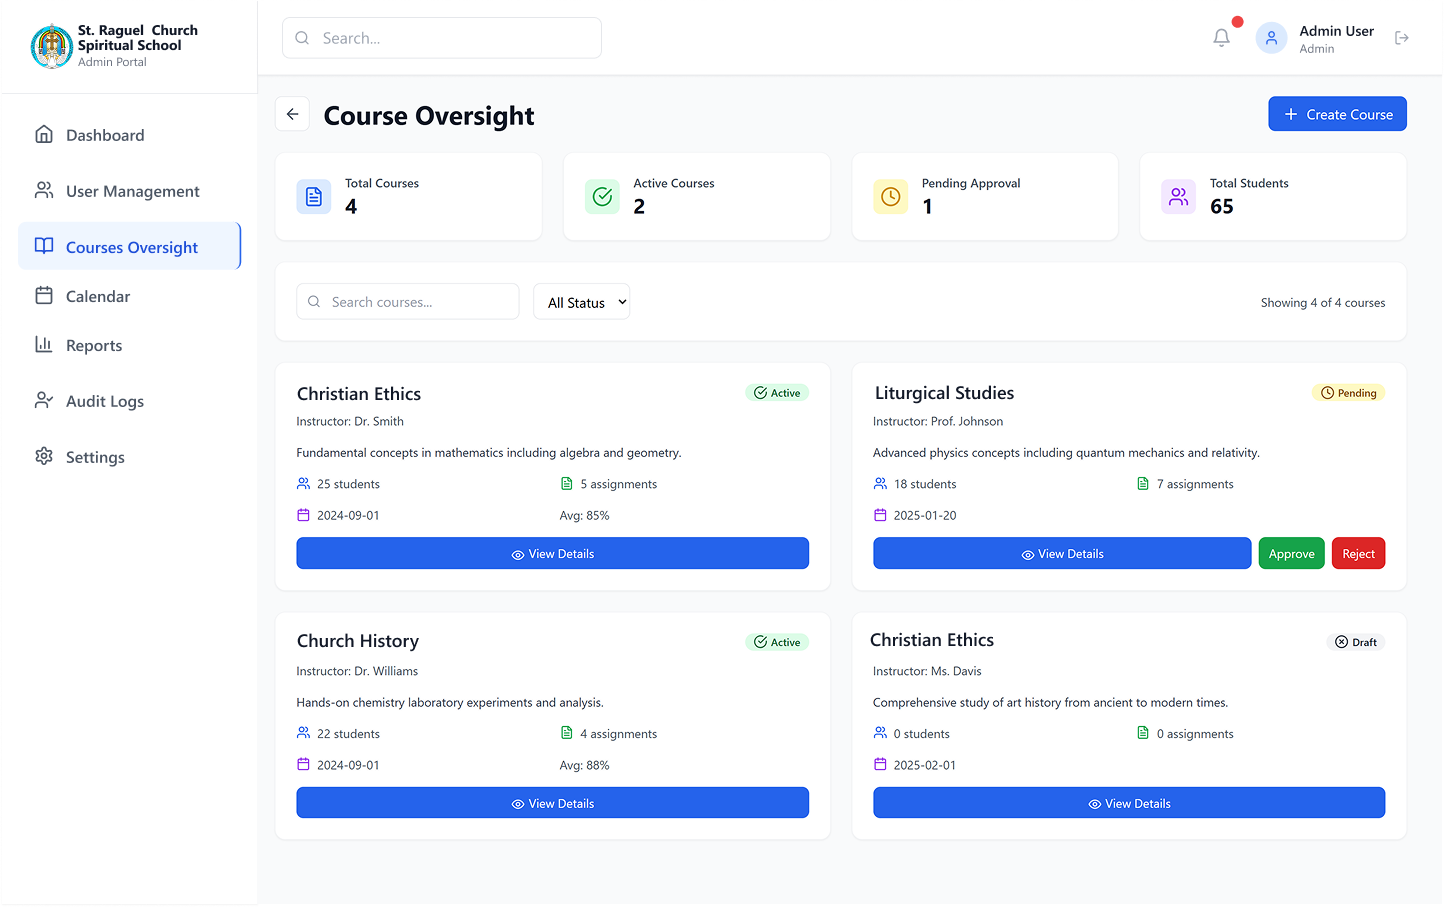 St. Raguel Church
Spiritual School
Admin Portal
Search...
Admin User
Admin
Dashboard
User Management
Courses Oversight
Calendar
Reports
Audit Logs
Settings
Course Oversight
Create Course
Total Courses
4
Active Courses
2
Pending Approval
1
Total Students
65
Search courses...
All Status
Showing 4 of 4 courses
Christian Ethics
Active
Instructor: Dr. Smith
Fundamental concepts in mathematics including algebra and geometry.
25 students
5 assignments
2024-09-01
Avg: 85%
View Details
Liturgical Studies
Pending
Instructor: Prof. Johnson
Advanced physics concepts including quantum mechanics and relativity.
18 students
7 assignments
2025-01-20
View Details
Approve
Reject
Church History
Active
Instructor: Dr. Williams
Hands-on chemistry laboratory experiments and analysis.
22 students
4 assignments
2024-09-01
Avg: 88%
View Details
Christian Ethics
Draft
Instructor: Ms. Davis
Comprehensive study of art history from ancient to modern times.
0 students
0 assignments
2025-02-01
View Details